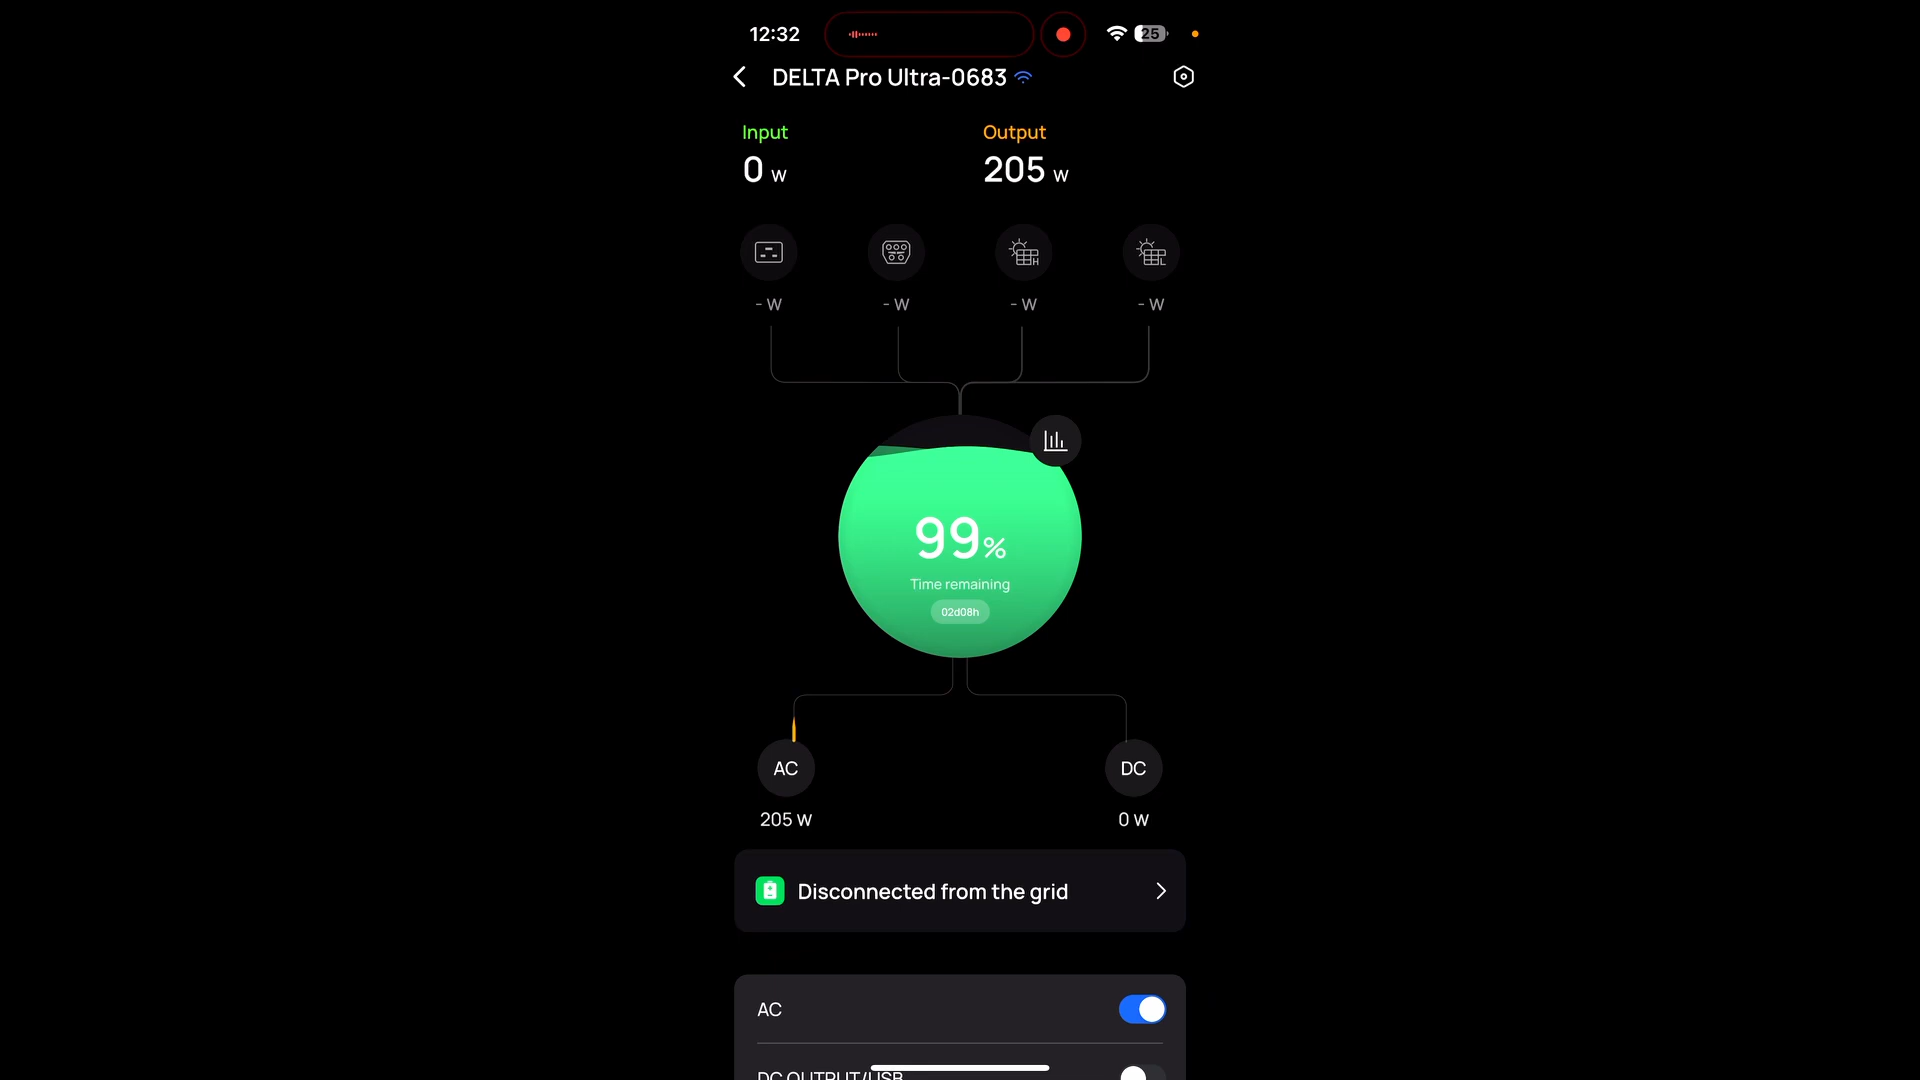 12:32
25
DELTA Pro Ultra-0683
Input
Output
0 W
205 W
H
L
- W
- W
- W
- W
99%
Time remaining
02d08h
AC
DC
205 W
0 W
Disconnected from the grid
AC
DC OUTPUT/USB